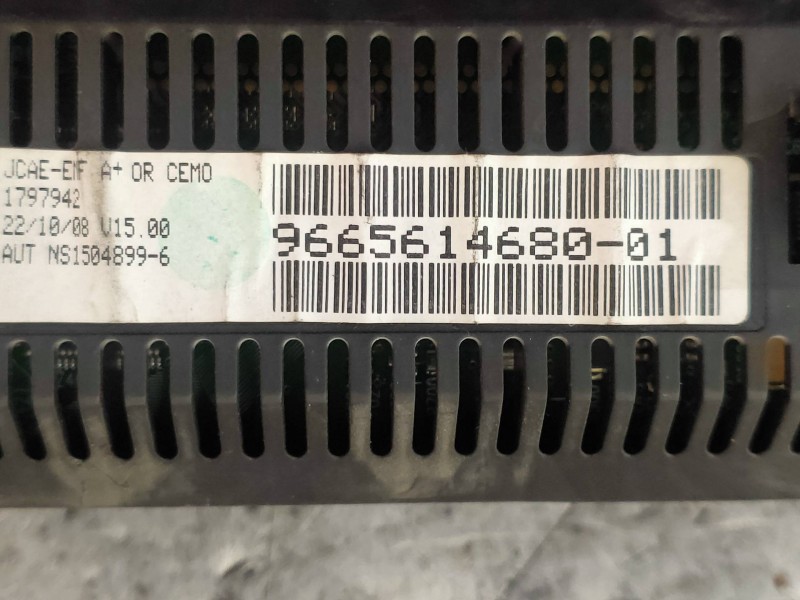 JCAE-EMF A+ OR CEMO
1797942
22/10/08 V15.00
AUT NS1504899-6
9665614680-01